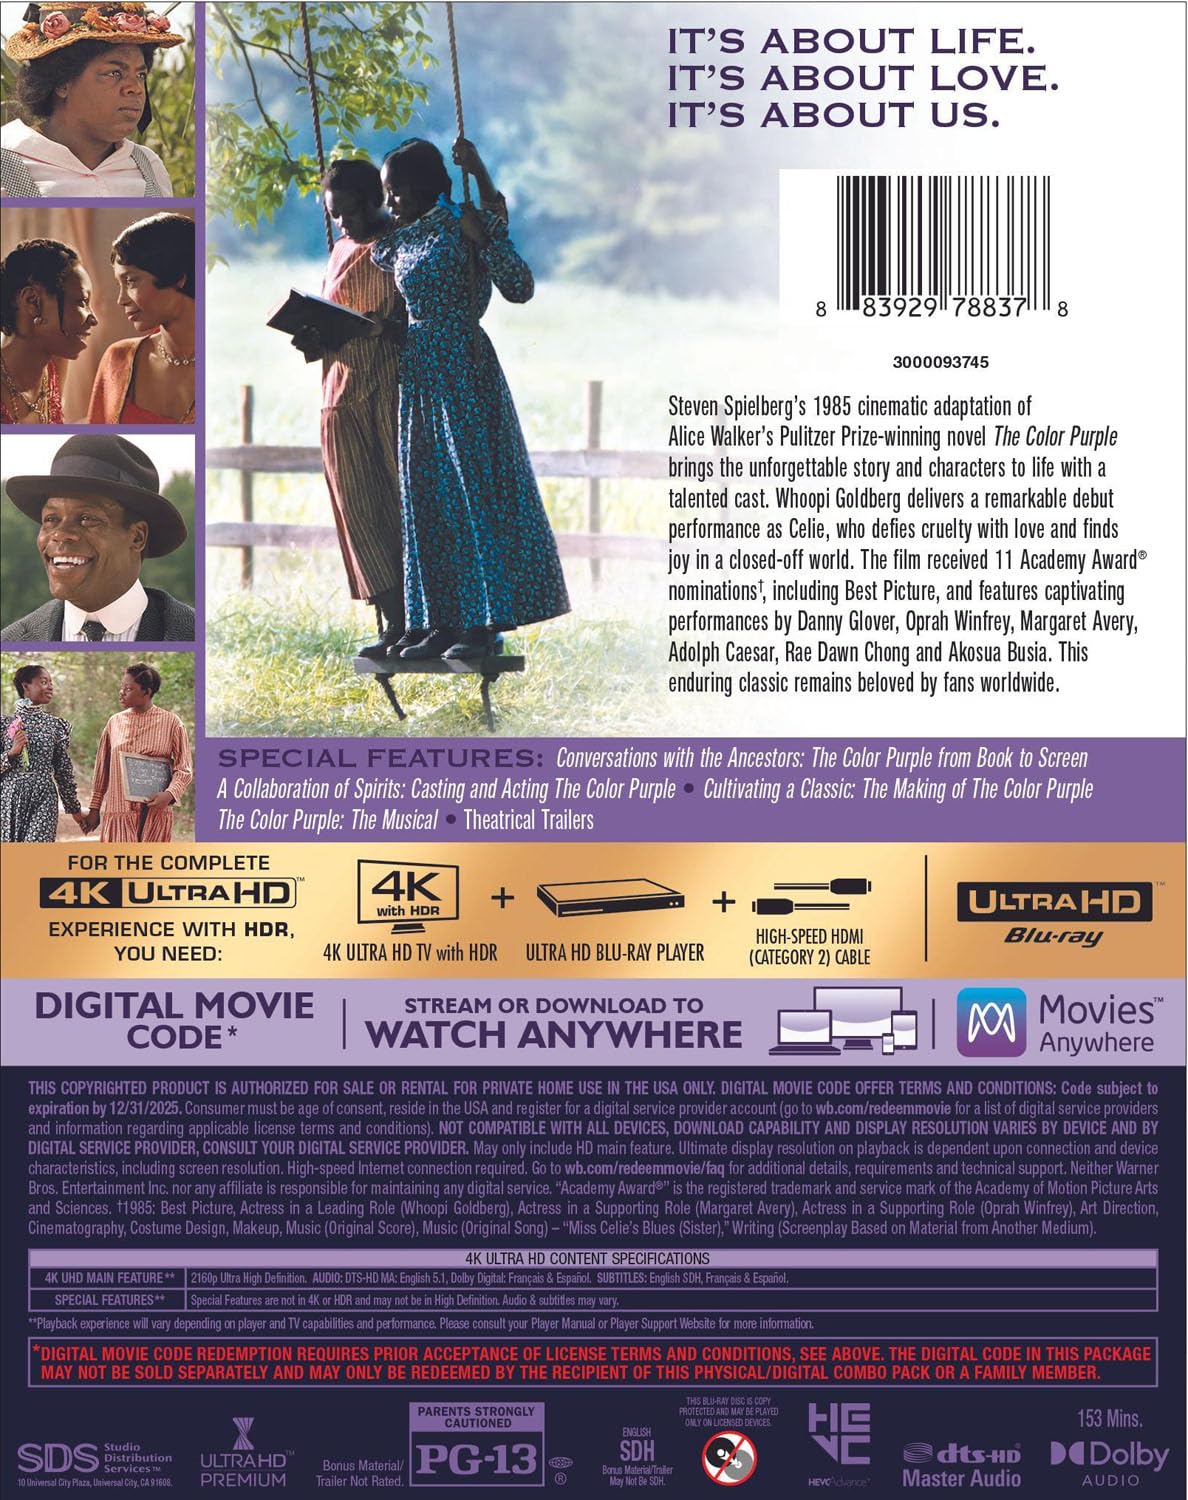 IT'S ABOUT LIFE.
IT'S ABOUT LOVE.
IT'S ABOUT US.
8 83929 78837 8
3000093745
Steven Spielberg's 1985 cinematic adaptation of
Alice Walker's Pulitzer Prize-winning novel The Color Purple
brings the unforgettable story and characters to life with a
talented cast. Whoopi Goldberg delivers a remarkable debut
performance as Celie, who defies cruelty with love and finds
joy in a closed-off world. The film received 11 Academy Award®
nominations†, including Best Picture, and features captivating
performances by Danny Glover, Oprah Winfrey, Margaret Avery,
Adolph Caesar, Rae Dawn Chong and Akosua Busia. This
enduring classic remains beloved by fans worldwide.
SPECIAL FEATURES: Conversations with the Ancestors: The Color Purple from Book to Screen
A Collaboration of Spirits: Casting and Acting The Color Purple • Cultivating a Classic: The Making of The Color Purple
The Color Purple: The Musical • Theatrical Trailers
FOR THE COMPLETE
4K ULTRA HD™
EXPERIENCE WITH HDR,
YOU NEED:
4K
with HDR
4K ULTRA HD TV with HDR
+
ULTRA HD BLU-RAY PLAYER
+
HIGH-SPEED HDMI
(CATEGORY 2) CABLE
ULTRA HD™
Blu-ray
DIGITAL MOVIE
CODE*
STREAM OR DOWNLOAD TO
WATCH ANYWHERE
Movies™
Anywhere
THIS COPYRIGHTED PRODUCT IS AUTHORIZED FOR SALE OR RENTAL FOR PRIVATE HOME USE IN THE USA ONLY. DIGITAL MOVIE CODE OFFER TERMS AND CONDITIONS: Code subject to
expiration by 12/31/2025. Consumer must be age of consent, reside in the USA and register for a digital service provider account (go to wb.com/redeemmovie for a list of digital service providers
and information regarding applicable license terms and conditions). NOT COMPATIBLE WITH ALL DEVICES, DOWNLOAD CAPABILITY AND DISPLAY RESOLUTION VARIES BY DEVICE AND BY
DIGITAL SERVICE PROVIDER, CONSULT YOUR DIGITAL SERVICE PROVIDER. May only include HD main feature. Ultimate display resolution on playback is dependent upon connection and device
characteristics, including screen resolution. High-speed Internet connection required. Go to wb.com/redeemmovie/faq for additional details, requirements and technical support. Neither Warner
Bros. Entertainment Inc. nor any affiliate is responsible for maintaining any digital service. "Academy Award®" is the registered trademark and service mark of the Academy of Motion Picture Arts
and Sciences. †1985: Best Picture, Actress in a Leading Role (Whoopi Goldberg), Actress in a Supporting Role (Margaret Avery), Actress in a Supporting Role (Oprah Winfrey), Art Direction,
Cinematography, Costume Design, Makeup, Music (Original Score), Music (Original Song) – "Miss Celie's Blues (Sister)," Writing (Screenplay Based on Material from Another Medium).
4K ULTRA HD CONTENT SPECIFICATIONS
4K UHD MAIN FEATURE** 2160p Ultra High Definition. AUDIO: DTS-HD MA: English 5.1, Dolby Digital: Français & Español. SUBTITLES: English SDH, Français & Español.
SPECIAL FEATURES** Special Features are not in 4K or HDR and may not be in High Definition. Audio & subtitles may vary.
**Playback experience will vary depending on player and TV capabilities and performance. Please consult your Player Manual or Player Support Website for more information.
*DIGITAL MOVIE CODE REDEMPTION REQUIRES PRIOR ACCEPTANCE OF LICENSE TERMS AND CONDITIONS, SEE ABOVE. THE DIGITAL CODE IN THIS PACKAGE
MAY NOT BE SOLD SEPARATELY AND MAY ONLY BE REDEEMED BY THE RECIPIENT OF THIS PHYSICAL/DIGITAL COMBO PACK OR A FAMILY MEMBER.
SDS Studio
Distribution
Services™
10 Universal City Plaza, Universal City, CA 91608.
ULTRA HD™
PREMIUM
Bonus Material/
Trailer Not Rated.
PARENTS STRONGLY
CAUTIONED
PG-13
®
ENGLISH
SDH
Bonus Material/Trailer
May Not Be SDH.
THIS BLU-RAY DISC IS COPY
PROTECTED AND MAY BE PLAYED
ONLY ON LICENSED DEVICES.
HEVC
HEVC Advance™
153 Mins.
dts-HD®
Master Audio
Dolby
AUDIO